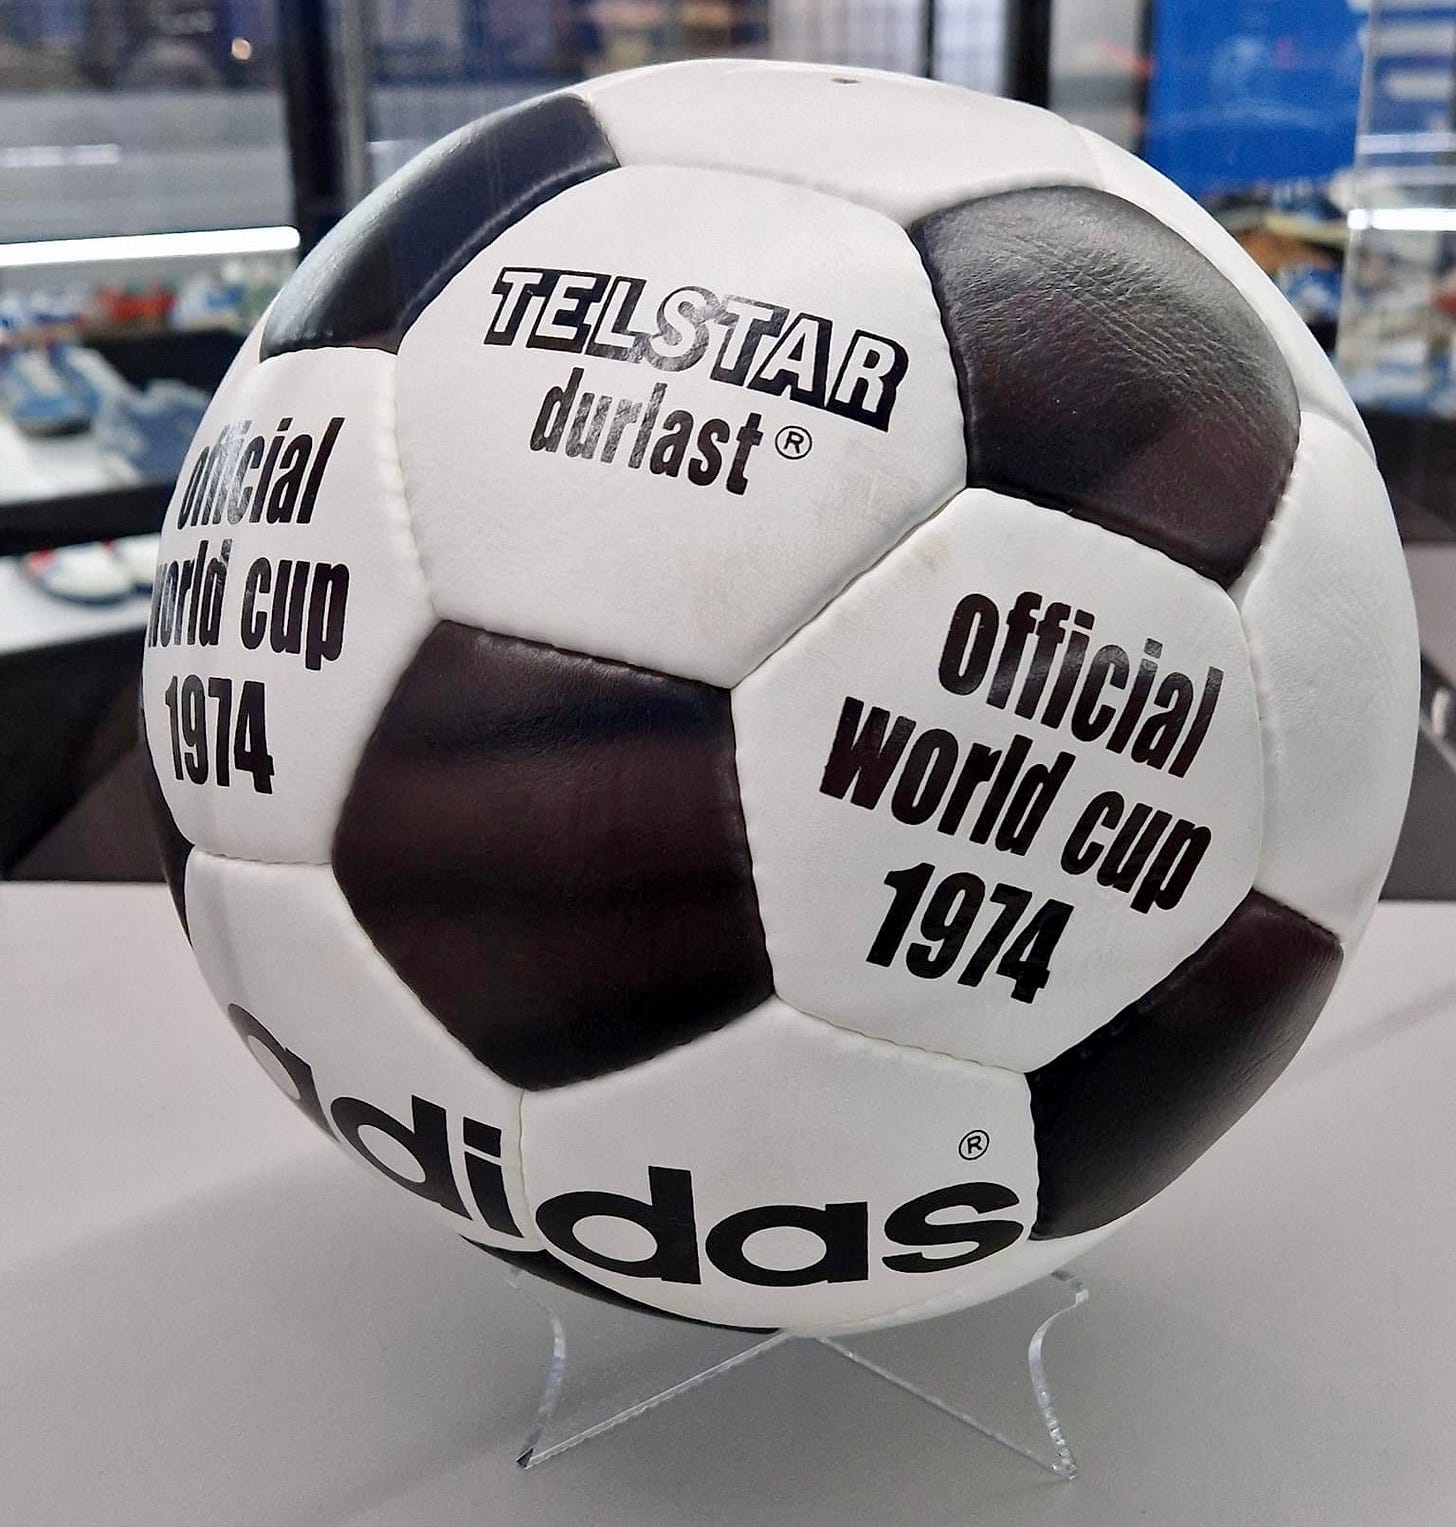 TELSTAR
durlast®
official
world cup
1974
official
world cup
1974
adidas®